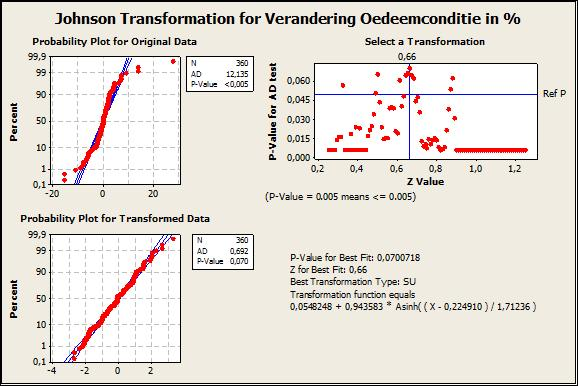 Johnson Transformation for Verandering Oedeemconditie in %
Probability Plot for Original Data
99,9
99
90
50
10
1
0,1
Percent
-20
0
20
N 360
AD 12,135
P-Value <0,005
Select a Transformation
0,66
0,060
0,045
0,030
0,015
0,000
P-Value for AD test
Ref P
0,2 0,4 0,6 0,8 1,0 1,2
Z Value
(P-Value = 0.005 means <= 0.005)
Probability Plot for Transformed Data
99,9
99
90
50
10
1
0,1
Percent
-4 -2 0 2
N 360
AD 0,692
P-Value 0,070
P-Value for Best Fit: 0,0700718
Z for Best Fit: 0,66
Best Transformation Type: SU
Transformation function equals
0,0548248 + 0,943583 * Asinh( ( X - 0,224910 ) / 1,71236 )